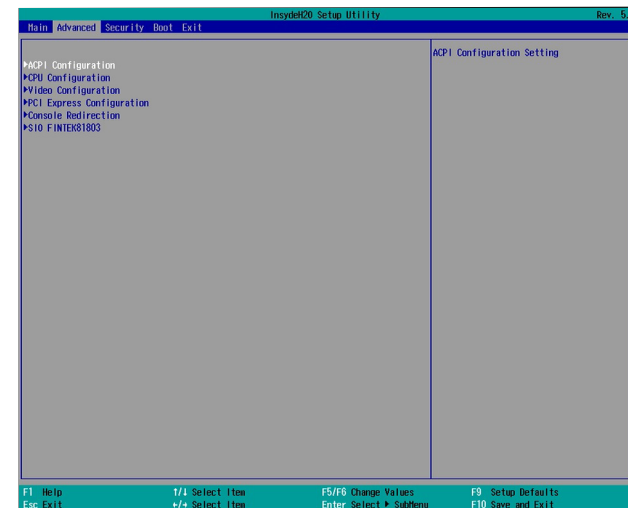 InsydeH20 Setup Utility Rev. 5.
Main Advanced Security Boot Exit
ACPI Configuration Setting
▶ACPI Configuration
▶CPU Configuration
▶Video Configuration
▶PCI Express Configuration
▶Console Redirection
▶SIO FINTEK81803
F1 Help ↑/↓ Select Item F5/F6 Change Values F9 Setup Defaults
Esc Exit ←/→ Select Item Enter Select ▶ SubMenu F10 Save and Exit